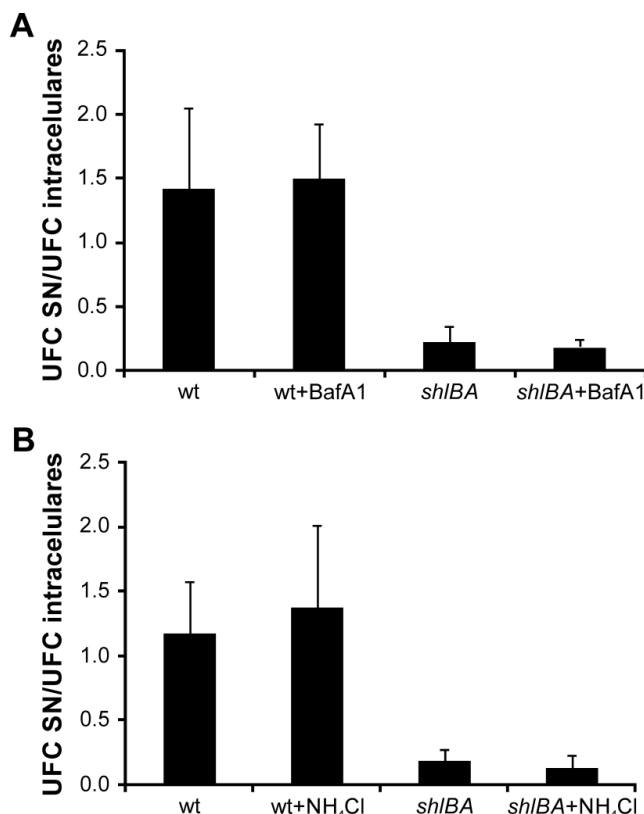 A
UFC SN/UFC intracelulares
2.5
2.0
1.5
1.0
0.5
0.0
wt
wt+BafA1
shlBA
shlBA+BafA1
B
UFC SN/UFC intracelulares
2.5
2.0
1.5
1.0
0.5
0.0
wt
wt+NH₄Cl
shlBA
shlBA+NH₄Cl